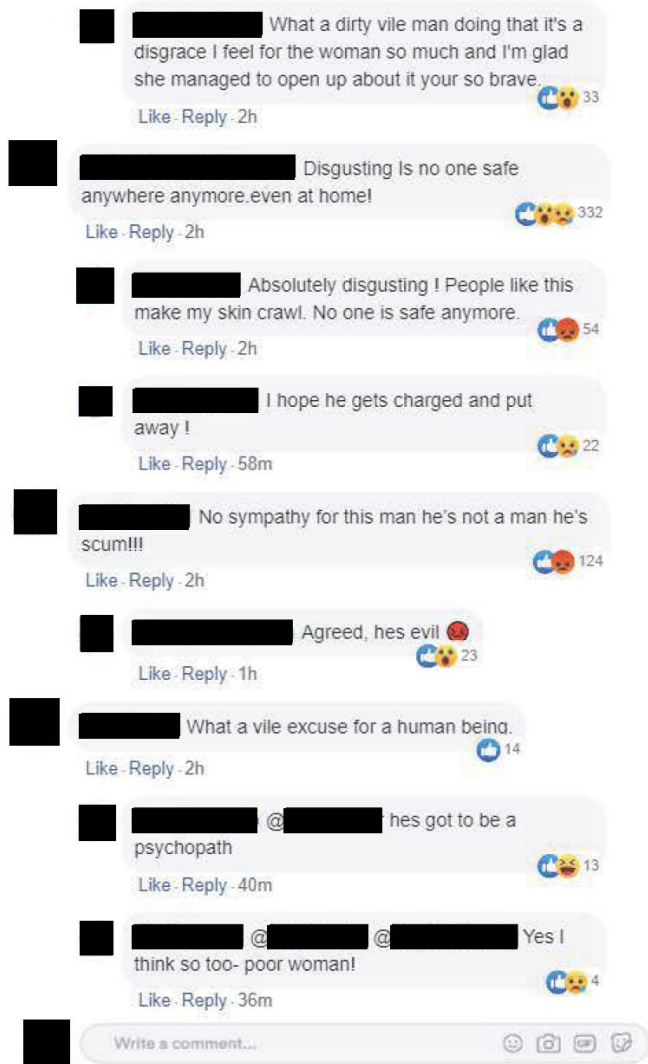 What a dirty vile man doing that it's a
disgrace I feel for the woman so much and I'm glad
she managed to open up about it your so brave.
33
Like · Reply · 2h
Disgusting Is no one safe
anywhere anymore.even at home!
332
Like · Reply · 2h
Absolutely disgusting ! People like this
make my skin crawl. No one is safe anymore.
54
Like · Reply · 2h
I hope he gets charged and put
away !
22
Like · Reply · 58m
No sympathy for this man he's not a man he's
scum!!!
124
Like · Reply · 2h
Agreed, hes evil
23
Like · Reply · 1h
What a vile excuse for a human being.
14
Like · Reply · 2h
@ hes got to be a
psychopath
13
Like · Reply · 40m
@ @ Yes I
think so too- poor woman!
4
Like · Reply · 36m
Write a comment...
GIF